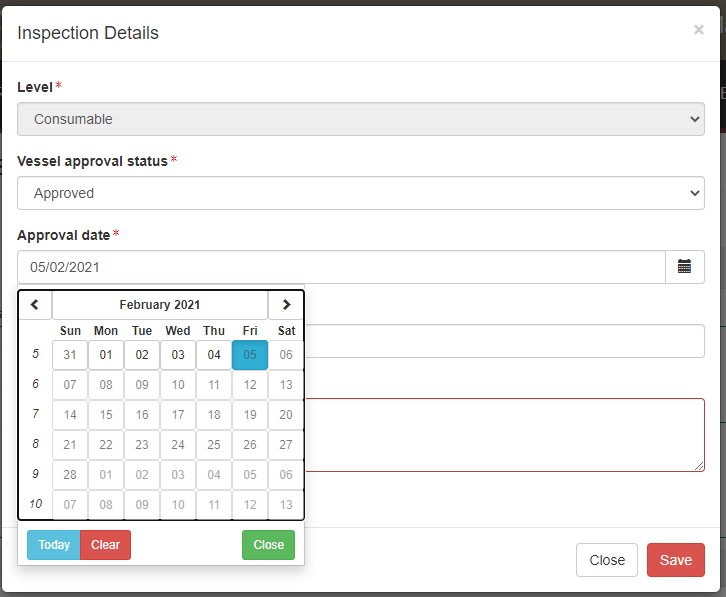 Inspection Details ×
Level *
Consumable
Vessel approval status *
Approved
Approval date *
05/02/2021
February 2021
Sun Mon Tue Wed Thu Fri Sat
5 31 01 02 03 04 05 06
6 07 08 09 10 11 12 13
7 14 15 16 17 18 19 20
8 21 22 23 24 25 26 27
9 28 01 02 03 04 05 06
10 07 08 09 10 11 12 13
Today Clear Close
Close Save